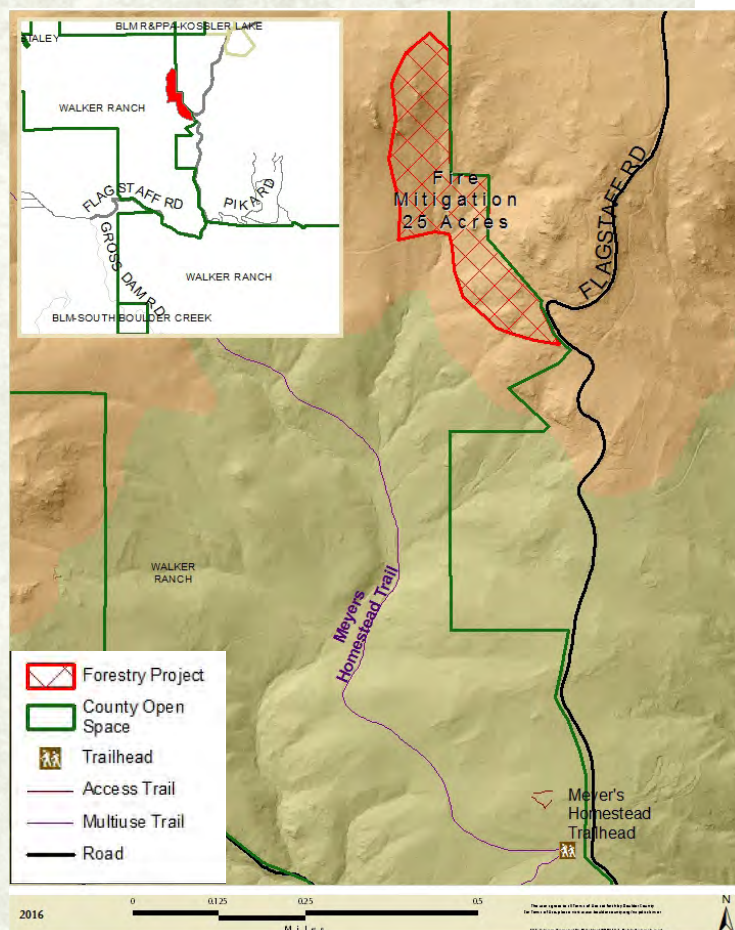 BLM R&PPA-KOSSLER LAKE
WALKER RANCH
FLAGSTAFF RD
PIKA RD
GROSS DAM RD
WALKER RANCH
BLM-SOUTH BOULDER CREEK
Fire
Mitigation
25 Acres
FLAGSTAFF RD
WALKER
RANCH
Meyers
Homestead Trail
Forestry Project
County Open
Space
Trailhead
Access Trail
Multiuse Trail
Road
Meyer's
Homestead
Trailhead
2016
0
0.125
0.25
0.5
Miles
N